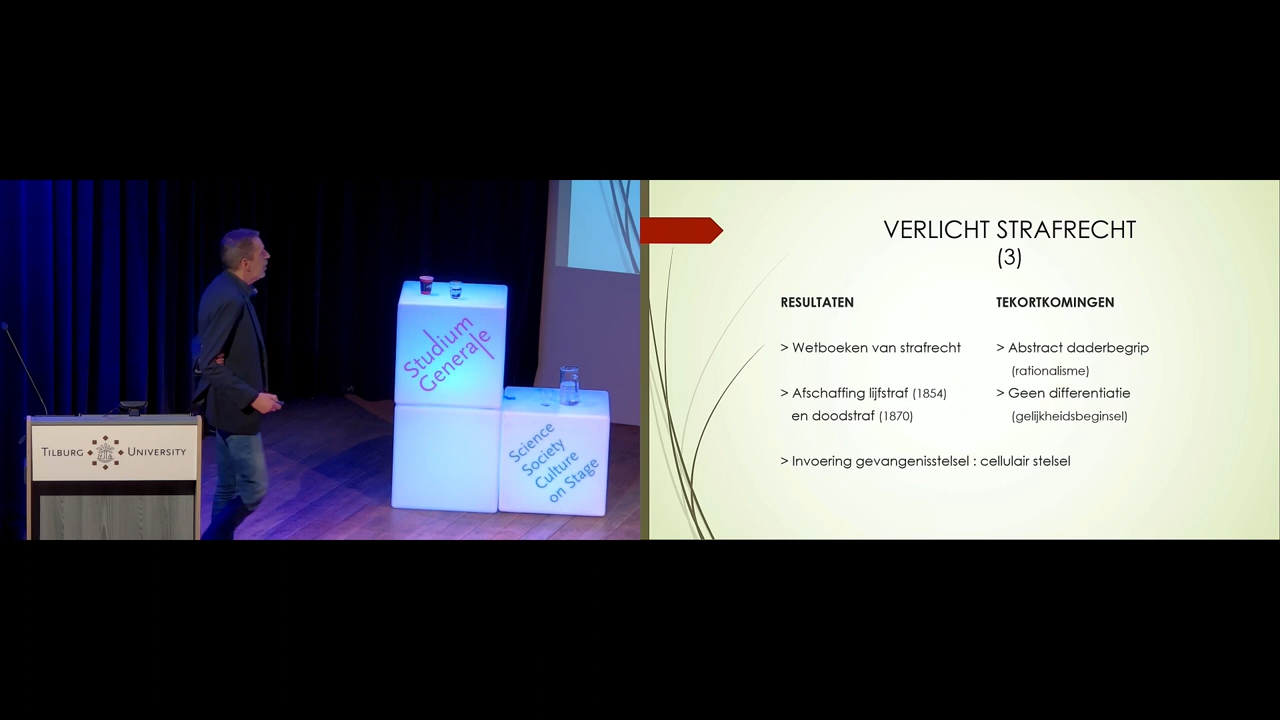 Studium
Generale
Science
Society
Culture
on Stage
TILBURG UNIVERSITY
VERLICHT STRAFRECHT
(3)
RESULTATEN
> Wetboeken van strafrecht
> Afschaffing lijfstraf (1854)
en doodstraf (1870)
> Invoering gevangenisstelsel : cellulair stelsel
TEKORTKOMINGEN
> Abstract daderbegrip
(rationalisme)
> Geen differentiatie
(gelijkheidsbeginsel)